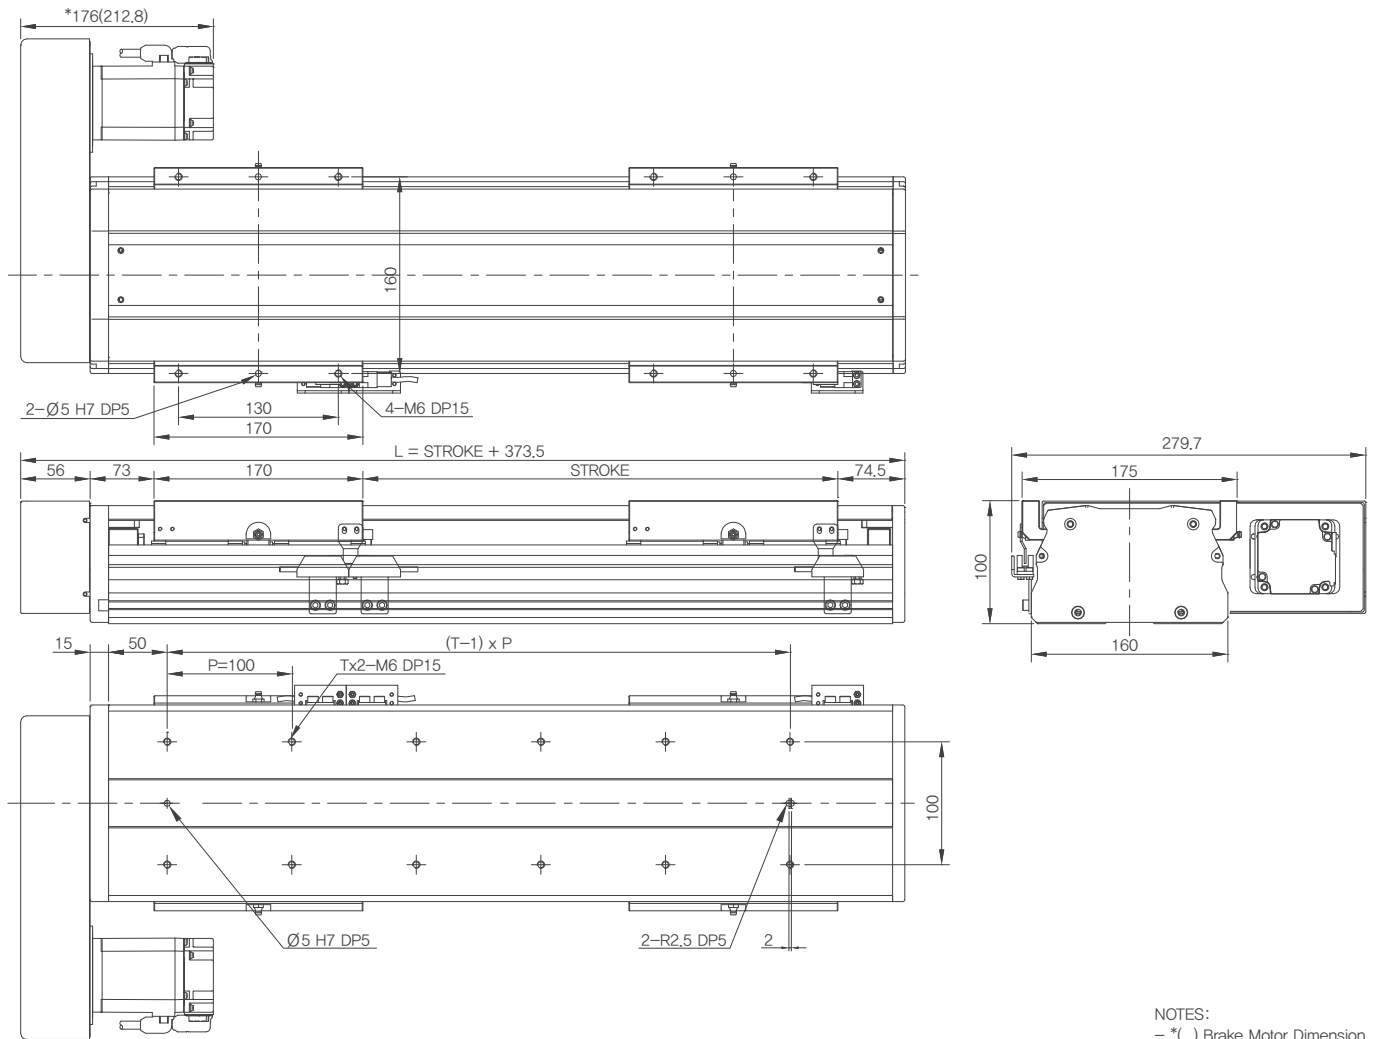 *176(212.8)
160
2-Ø5 H7 DP5
130
4-M6 DP15
170
L = STROKE + 373.5
56
73
170
STROKE
74.5
279.7
175
100
160
15
50
(T-1) x P
P=100
Tx2-M6 DP15
100
Ø5 H7 DP5
2-R2.5 DP5
2
NOTES:
- *( ) Brake Motor Dimension